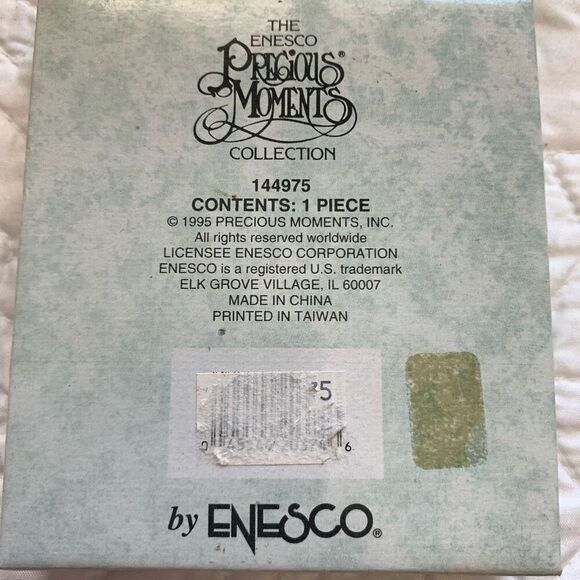 THE
ENESCO
PRECIOUS®
MOMENTS
COLLECTION
144975
CONTENTS: 1 PIECE
© 1995 PRECIOUS MOMENTS, INC.
All rights reserved worldwide
LICENSEE ENESCO CORPORATION
ENESCO is a registered U.S. trademark
ELK GROVE VILLAGE, IL 60007
MADE IN CHINA
PRINTED IN TAIWAN
by ENESCO®